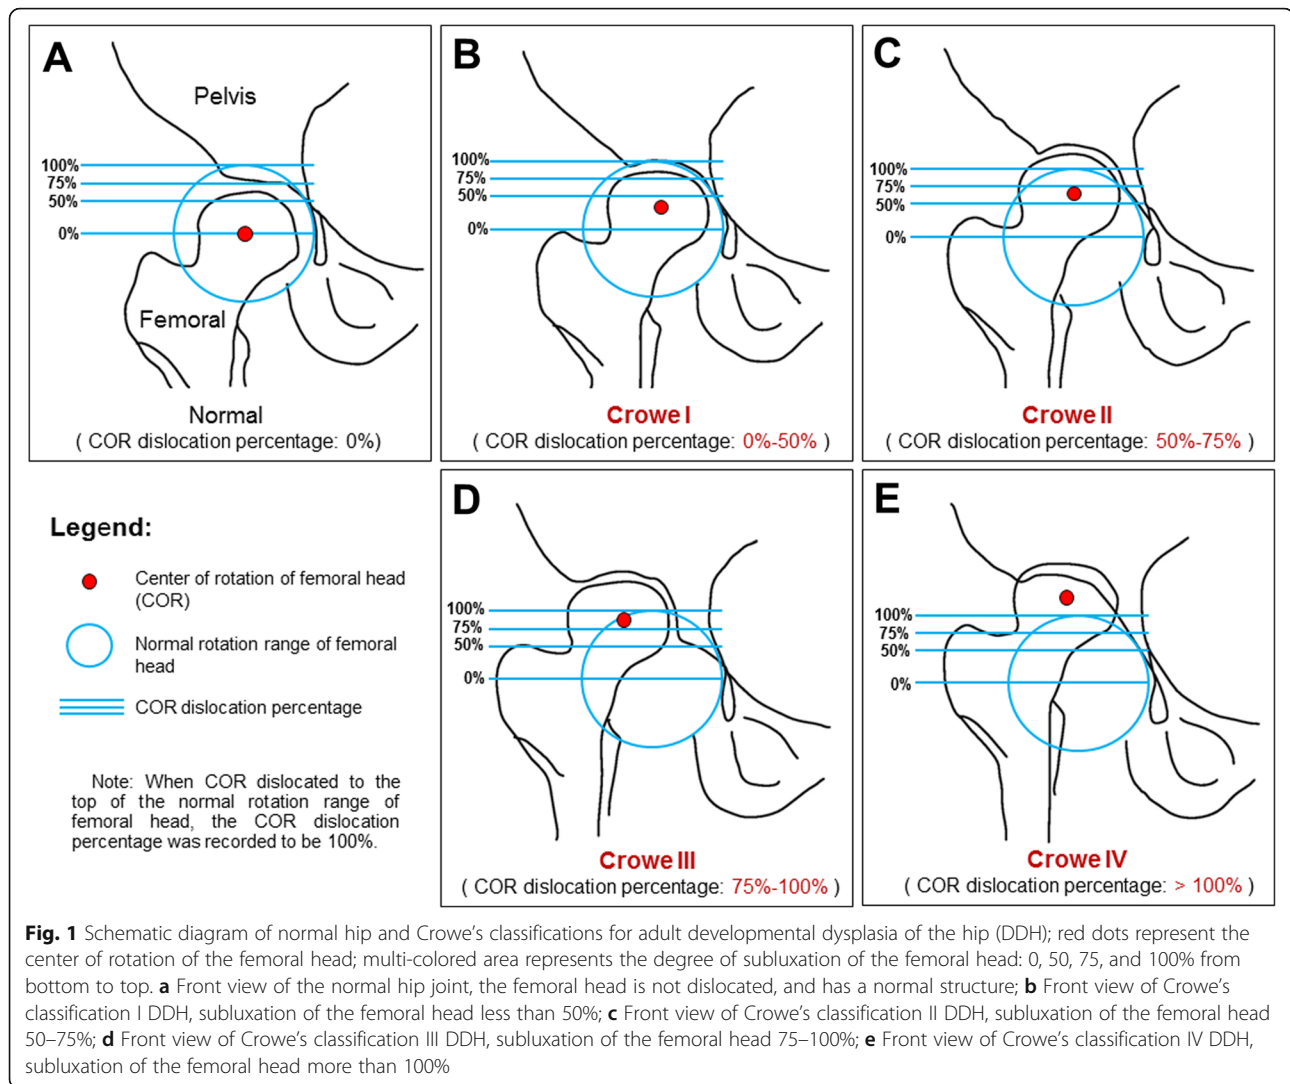 A
Pelvis
100%
75%
50%
0%
Femoral
Normal
( COR dislocation percentage: 0%)
B
100%
75%
50%
0%
Crowe I
( COR dislocation percentage: 0%-50% )
C
100%
75%
50%
0%
Crowe II
( COR dislocation percentage: 50%-75% )
Legend:
Center of rotation of femoral head
(COR)
Normal rotation range of femoral
head
COR dislocation percentage
Note: When COR dislocated to the
top of the normal rotation range of
femoral head, the COR dislocation
percentage was recorded to be 100%.
D
100%
75%
50%
0%
Crowe III
( COR dislocation percentage: 75%-100% )
E
100%
75%
50%
0%
Crowe IV
( COR dislocation percentage: > 100% )
Fig. 1 Schematic diagram of normal hip and Crowe's classifications for adult developmental dysplasia of the hip (DDH); red dots represent the
center of rotation of the femoral head; multi-colored area represents the degree of subluxation of the femoral head: 0, 50, 75, and 100% from
bottom to top. a Front view of the normal hip joint, the femoral head is not dislocated, and has a normal structure; b Front view of Crowe's
classification I DDH, subluxation of the femoral head less than 50%; c Front view of Crowe's classification II DDH, subluxation of the femoral head
50–75%; d Front view of Crowe's classification III DDH, subluxation of the femoral head 75–100%; e Front view of Crowe's classification IV DDH,
subluxation of the femoral head more than 100%